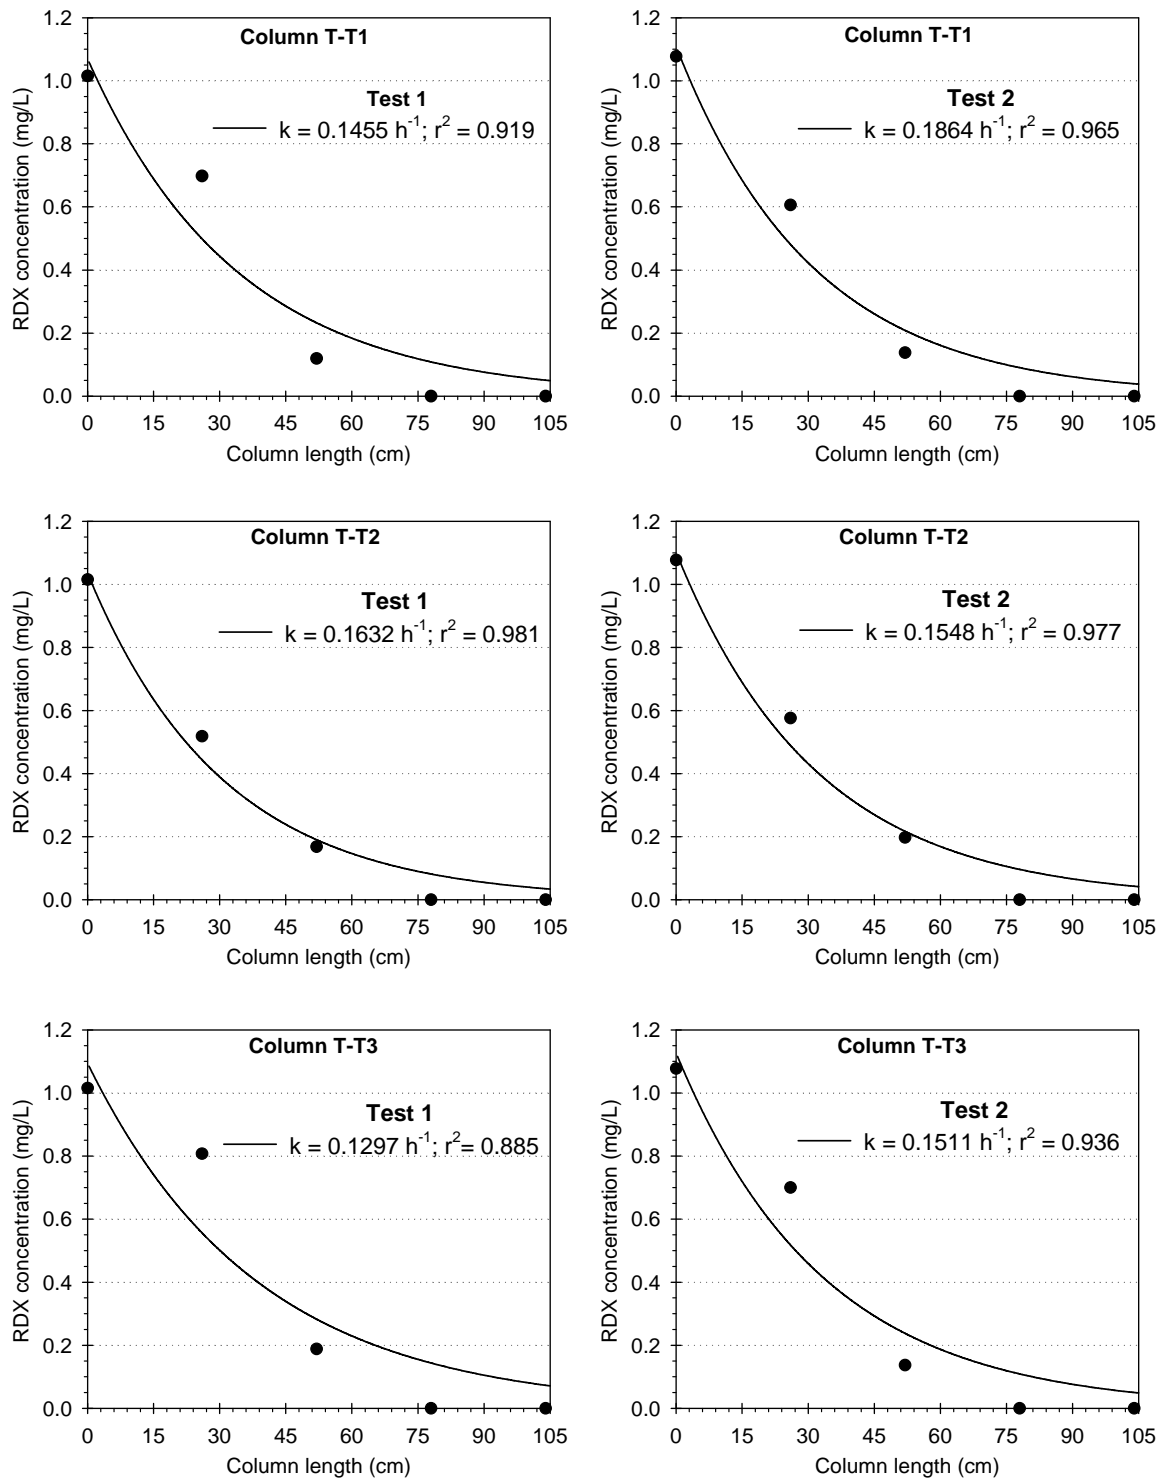 Column T-T1
Test 1
k = 0.1455 h⁻¹; r² = 0.919
RDX concentration (mg/L)
1.2
1.0
0.8
0.6
0.4
0.2
0.0
0 15 30 45 60 75 90 105
Column length (cm)
Column T-T1
Test 2
k = 0.1864 h⁻¹; r² = 0.965
RDX concentration (mg/L)
1.2
1.0
0.8
0.6
0.4
0.2
0.0
0 15 30 45 60 75 90 105
Column length (cm)
Column T-T2
Test 1
k = 0.1632 h⁻¹; r² = 0.981
RDX concentration (mg/L)
1.2
1.0
0.8
0.6
0.4
0.2
0.0
0 15 30 45 60 75 90 105
Column length (cm)
Column T-T2
Test 2
k = 0.1548 h⁻¹; r² = 0.977
RDX concentration (mg/L)
1.2
1.0
0.8
0.6
0.4
0.2
0.0
0 15 30 45 60 75 90 105
Column length (cm)
Column T-T3
Test 1
k = 0.1297 h⁻¹; r²= 0.885
RDX concentration (mg/L)
1.2
1.0
0.8
0.6
0.4
0.2
0.0
0 15 30 45 60 75 90 105
Column length (cm)
Column T-T3
Test 2
k = 0.1511 h⁻¹; r² = 0.936
RDX concentration (mg/L)
1.2
1.0
0.8
0.6
0.4
0.2
0.0
0 15 30 45 60 75 90 105
Column length (cm)